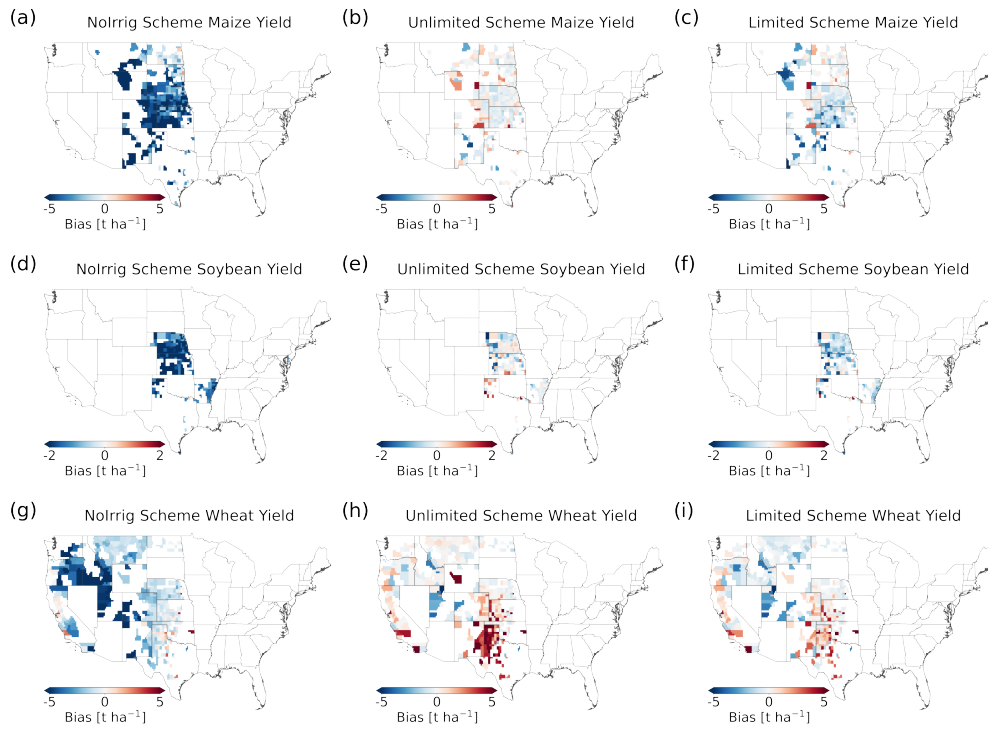 (a) NoIrrig Scheme Maize Yield
(b) Unlimited Scheme Maize Yield
(c) Limited Scheme Maize Yield
-5 0 5
Bias [t ha⁻¹]
-5 0 5
Bias [t ha⁻¹]
-5 0 5
Bias [t ha⁻¹]
(d) NoIrrig Scheme Soybean Yield
(e) Unlimited Scheme Soybean Yield
(f) Limited Scheme Soybean Yield
-2 0 2
Bias [t ha⁻¹]
-2 0 2
Bias [t ha⁻¹]
-2 0 2
Bias [t ha⁻¹]
(g) NoIrrig Scheme Wheat Yield
(h) Unlimited Scheme Wheat Yield
(i) Limited Scheme Wheat Yield
-5 0 5
Bias [t ha⁻¹]
-5 0 5
Bias [t ha⁻¹]
-5 0 5
Bias [t ha⁻¹]